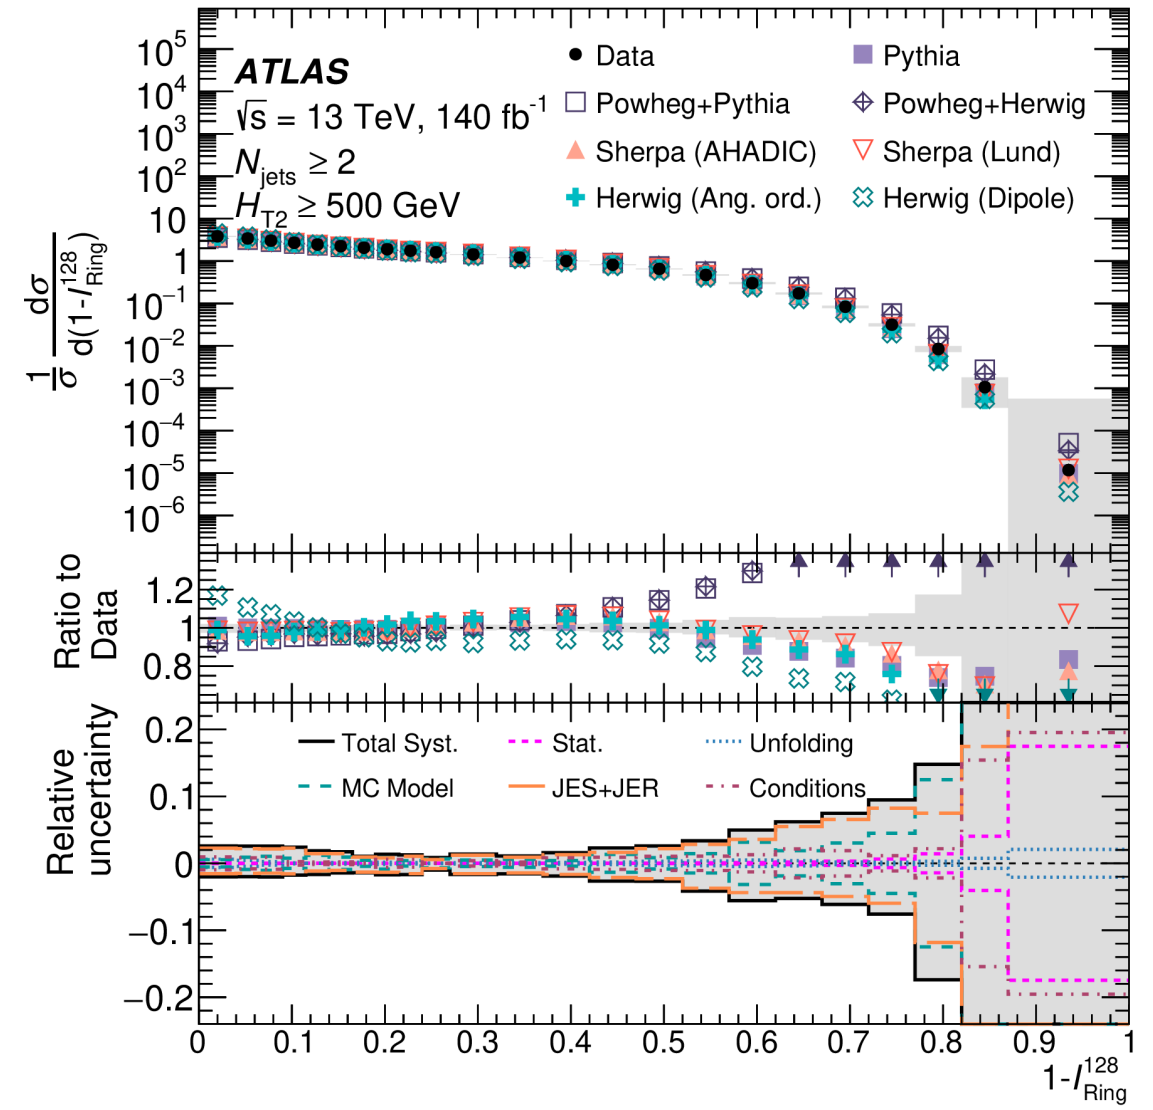 ATLAS
√s = 13 TeV, 140 fb⁻¹
N_jets ≥ 2
H_T2 ≥ 500 GeV
Data
Pythia
Powheg+Pythia
Powheg+Herwig
Sherpa (AHADIC)
Sherpa (Lund)
Herwig (Ang. ord.)
Herwig (Dipole)
1/σ dσ/d(1-I_Ring^128)
10⁵
10⁴
10³
10²
10
1
10⁻¹
10⁻²
10⁻³
10⁻⁴
10⁻⁵
10⁻⁶
Ratio to
Data
1.2
1
0.8
Relative
uncertainty
0.2
0.1
0
−0.1
−0.2
Total Syst.
Stat.
Unfolding
MC Model
JES+JER
Conditions
0 0.1 0.2 0.3 0.4 0.5 0.6 0.7 0.8 0.9 1
1-I_Ring^128